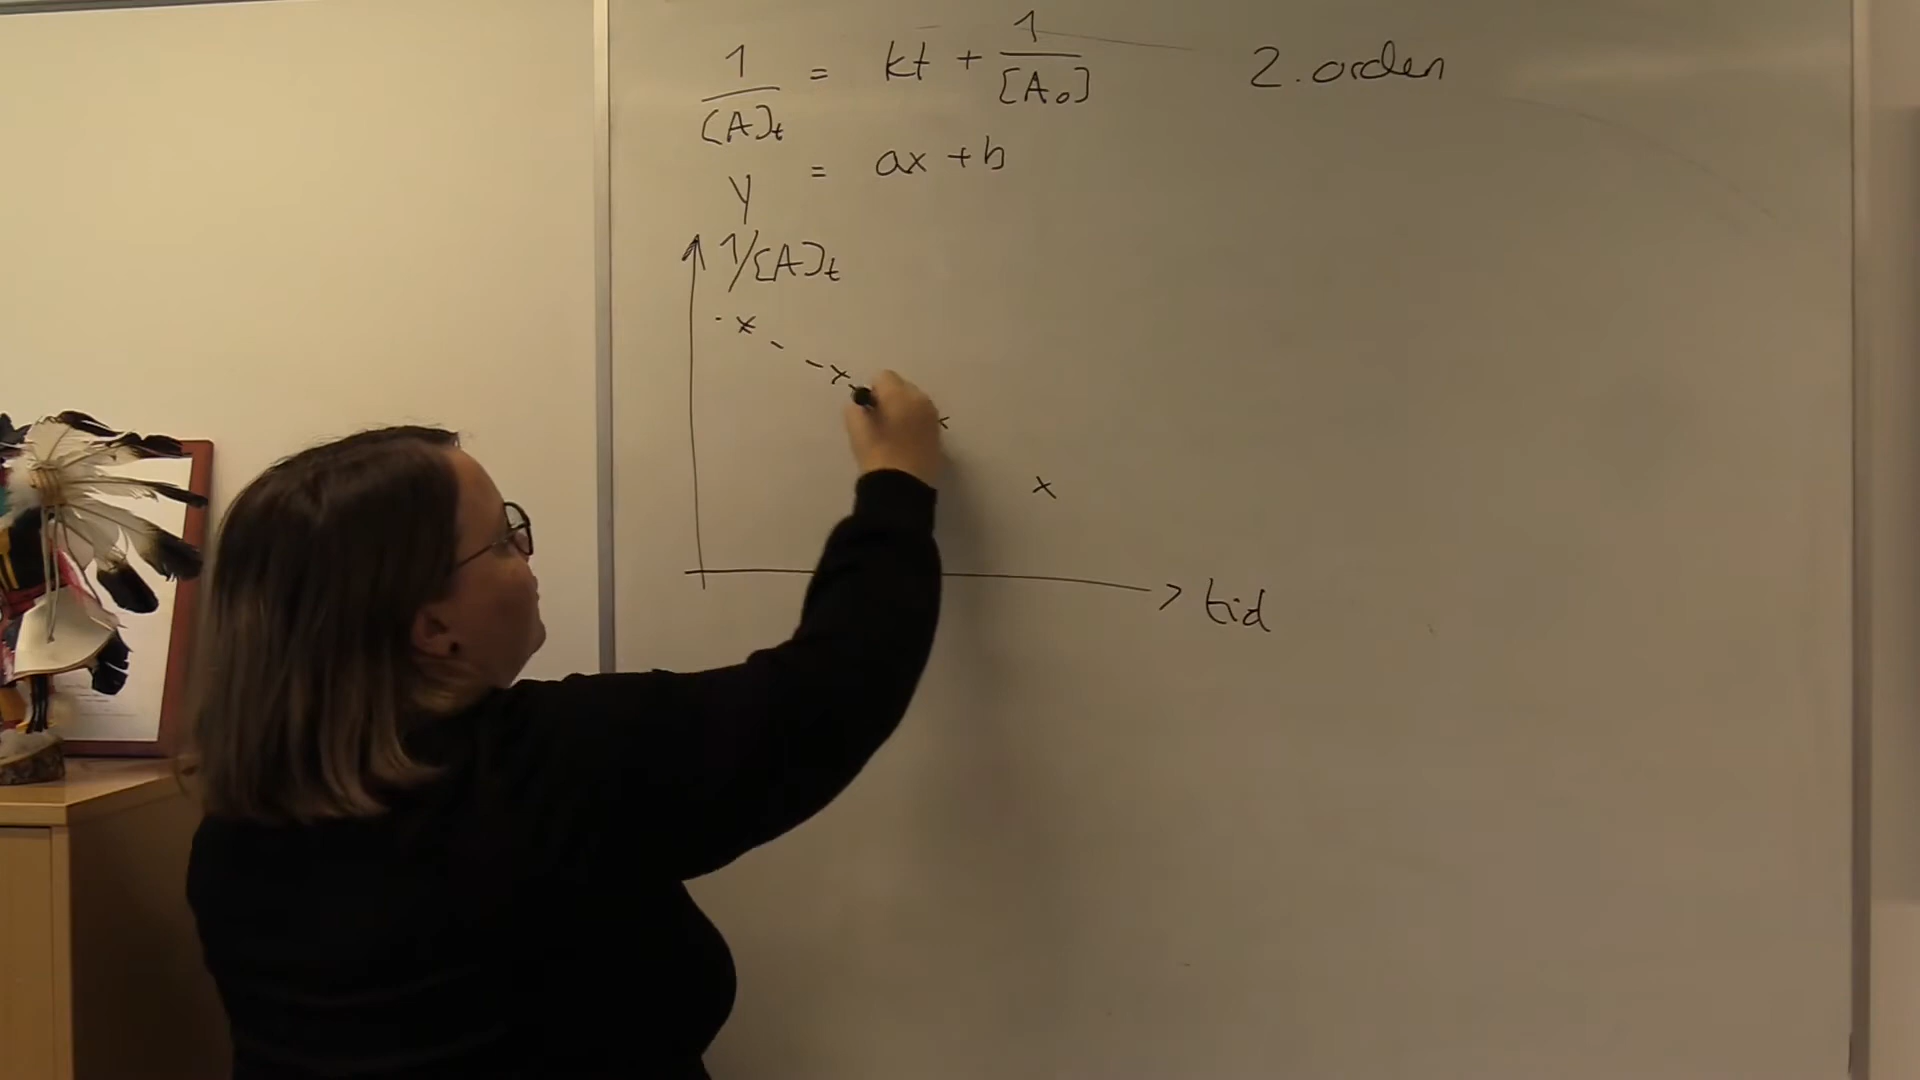 1/[A]t = kt + 1/[A0] 2. orden
y = ax + b
1/[A]t
tid